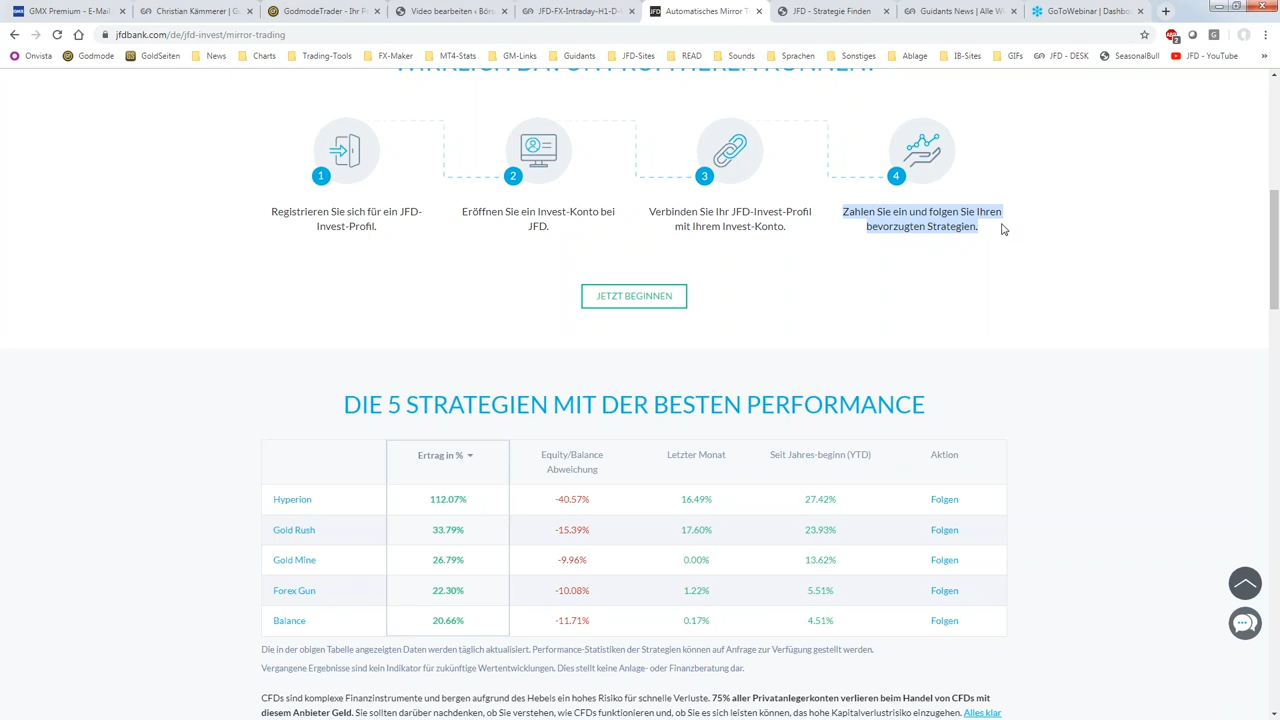 GMX Premium - E-Mail
Christian Kämmerer | G
GodmodeTrader - Ihr P
Video bearbeiten ‹ Börs
JFD-FX-Intraday-H1-D-
Automatisches Mirror T
JFD - Strategie Finden
Guidants News | Alle W
GoToWebinar | Dashbo
jfdbank.com/de/jfd-invest/mirror-trading
Onvista Godmode GoldSeiten News Charts Trading-Tools FX-Maker MT4-Stats GM-Links Guidants JFD-Sites READ Sounds Sprachen Sonstiges Ablage IB-Sites GIFs JFD - DESK SeasonalBull JFD - YouTube »
WIRKLICH DAVON PROFITIEREN KÖNNEN?
1
2
3
4
Registrieren Sie sich für ein JFD-
Invest-Profil.
Eröffnen Sie ein Invest-Konto bei
JFD.
Verbinden Sie Ihr JFD-Invest-Profil
mit Ihrem Invest-Konto.
Zahlen Sie ein und folgen Sie Ihren
bevorzugten Strategien.
JETZT BEGINNEN
DIE 5 STRATEGIEN MIT DER BESTEN PERFORMANCE
Ertrag in % Equity/Balance Abweichung Letzter Monat Seit Jahres-beginn (YTD) Aktion
Hyperion 112.07% -40.57% 16.49% 27.42% Folgen
Gold Rush 33.79% -15.39% 17.60% 23.93% Folgen
Gold Mine 26.79% -9.96% 0.00% 13.62% Folgen
Forex Gun 22.30% -10.08% 1.22% 5.51% Folgen
Balance 20.66% -11.71% 0.17% 4.51% Folgen
Die in der obigen Tabelle angezeigten Daten werden täglich aktualisiert. Performance-Statistiken der Strategien können auf Anfrage zur Verfügung gestellt werden.
Vergangene Ergebnisse sind kein Indikator für zukünftige Wertentwicklungen. Dies stellt keine Anlage- oder Finanzberatung dar.
CFDs sind komplexe Finanzinstrumente und bergen aufgrund des Hebels ein hohes Risiko für schnelle Verluste. 75% aller Privatanlegerkonten verlieren beim Handel von CFDs mit
diesem Anbieter Geld. Sie sollten darüber nachdenken, ob Sie verstehen, wie CFDs funktionieren und, ob Sie es sich leisten können, das hohe Kapitalverlustrisiko einzugehen. Alles klar